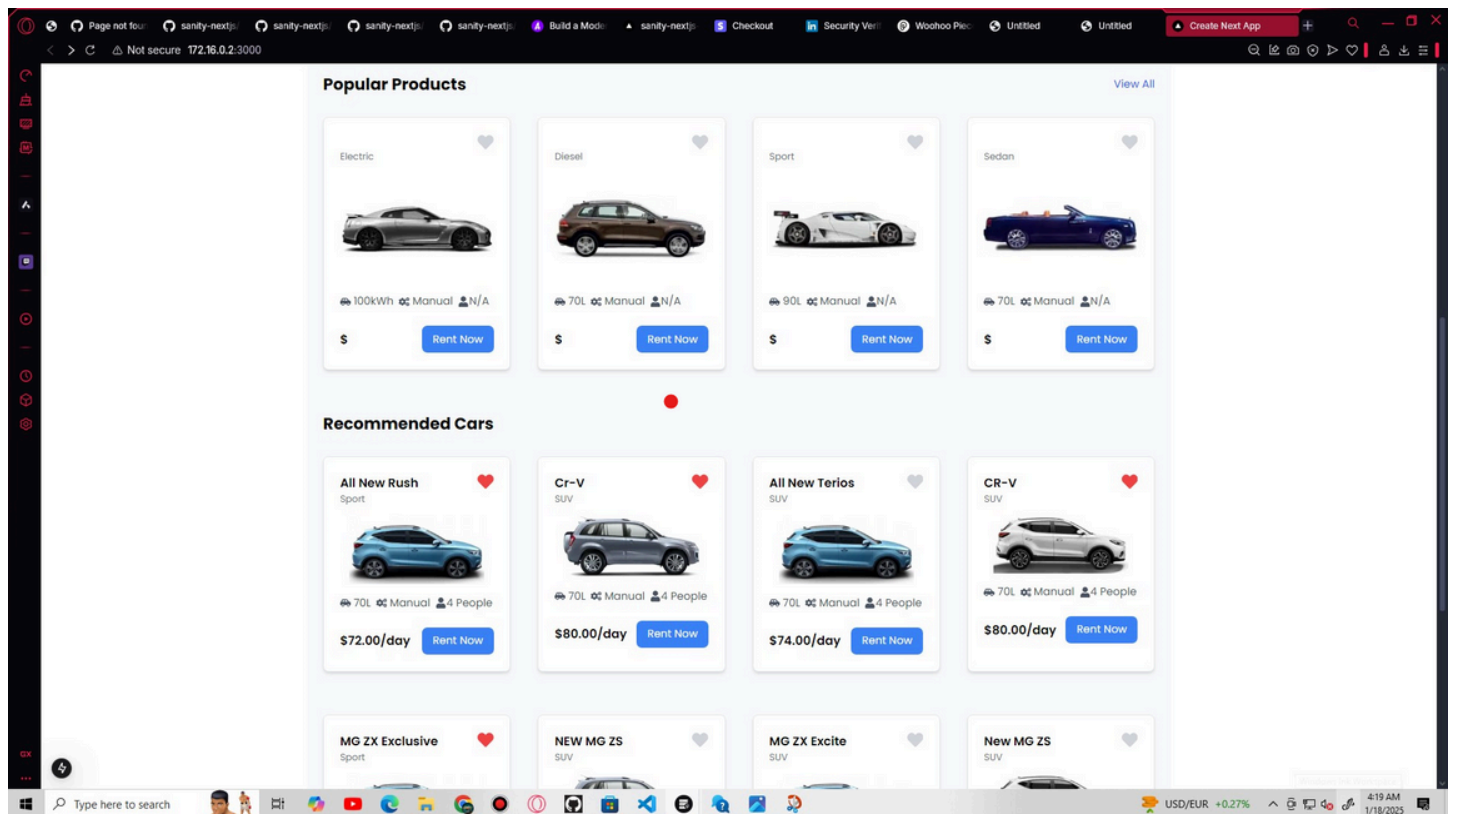 Page not foun
sanity-nextjs/
sanity-nextjs/
sanity-nextjs/
sanity-nextjs
Build a Mode
sanity-nextjs
Checkout
Security Veri
Woohoo Piec
Untitled
Untitled
Create Next App
Not secure 172.16.0.2:3000
Popular Products
View All
Electric
Diesel
Sport
Sedan
100kWh Manual N/A
70L Manual N/A
90L Manual N/A
70L Manual N/A
$ Rent Now
$ Rent Now
$ Rent Now
$ Rent Now
Recommended Cars
All New Rush
Sport
Cr-V
SUV
All New Terios
SUV
CR-V
SUV
70L Manual 4 People
70L Manual 4 People
70L Manual 4 People
70L Manual 4 People
$72.00/day Rent Now
$80.00/day Rent Now
$74.00/day Rent Now
$80.00/day Rent Now
MG ZX Exclusive
Sport
NEW MG ZS
SUV
MG ZX Excite
SUV
New MG ZS
SUV
GX
Type here to search
USD/EUR +0.27%
4:19 AM
1/18/2025